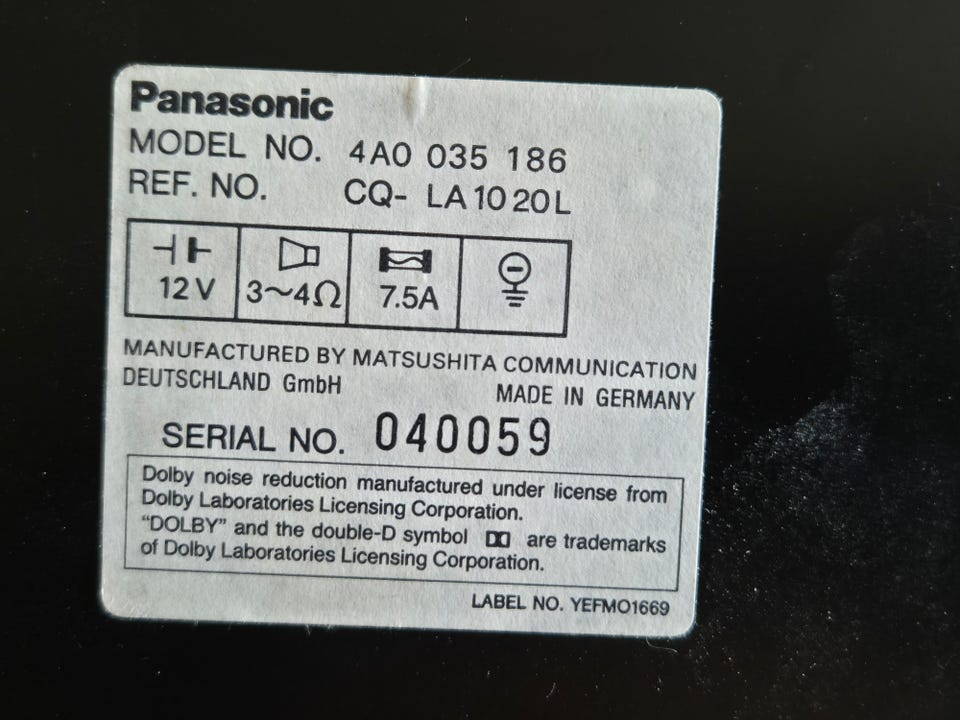 Panasonic
MODEL NO. 4A0 035 186
REF. NO. CQ- LA1020L
12V 3~4Ω 7.5A
MANUFACTURED BY MATSUSHITA COMMUNICATION
DEUTSCHLAND GmbH MADE IN GERMANY
SERIAL NO. 040059
Dolby noise reduction manufactured under license from
Dolby Laboratories Licensing Corporation.
"DOLBY" and the double-D symbol are trademarks
of Dolby Laboratories Licensing Corporation.
LABEL NO. YEFMO1669